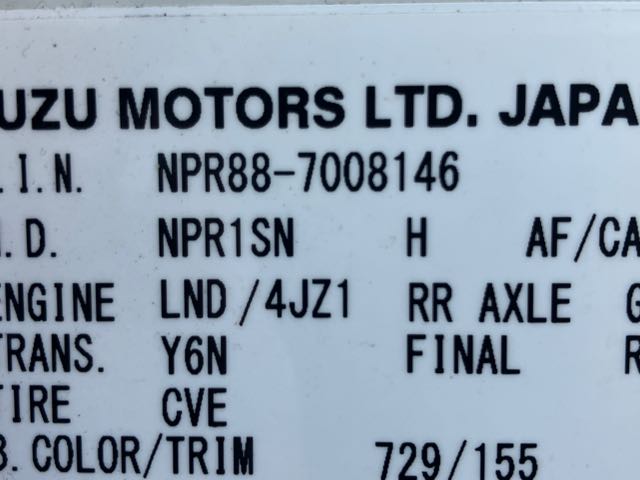 UZU MOTORS LTD. JAPA
.I.N. NPR88-7008146
.D. NPR1SN H AF/CA
ENGINE LND/4JZ1 RR AXLE G
TRANS. Y6N FINAL R
TIRE CVE
B.COLOR/TRIM 729/155